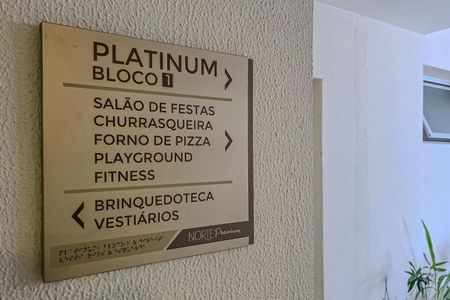 PLATINUM
BLOCO 1
SALÃO DE FESTAS
CHURRASQUEIRA
FORNO DE PIZZA
PLAYGROUND
FITNESS
BRINQUEDOTECA
VESTIÁRIOS
NORTE Premium